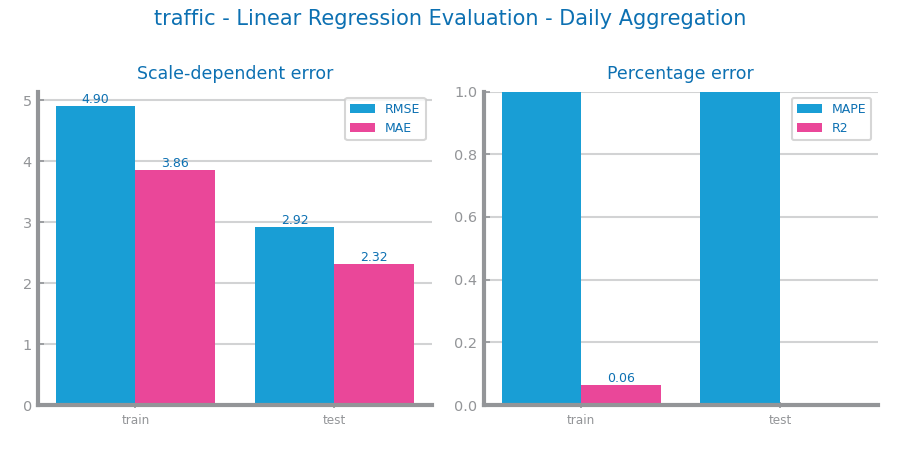 traffic - Linear Regression Evaluation - Daily Aggregation
Scale-dependent error
5
4
3
2
1
0
4.90
3.86
2.92
2.32
RMSE
MAE
train
test
Percentage error
1.0
0.8
0.6
0.4
0.2
0.0
0.06
MAPE
R2
train
test